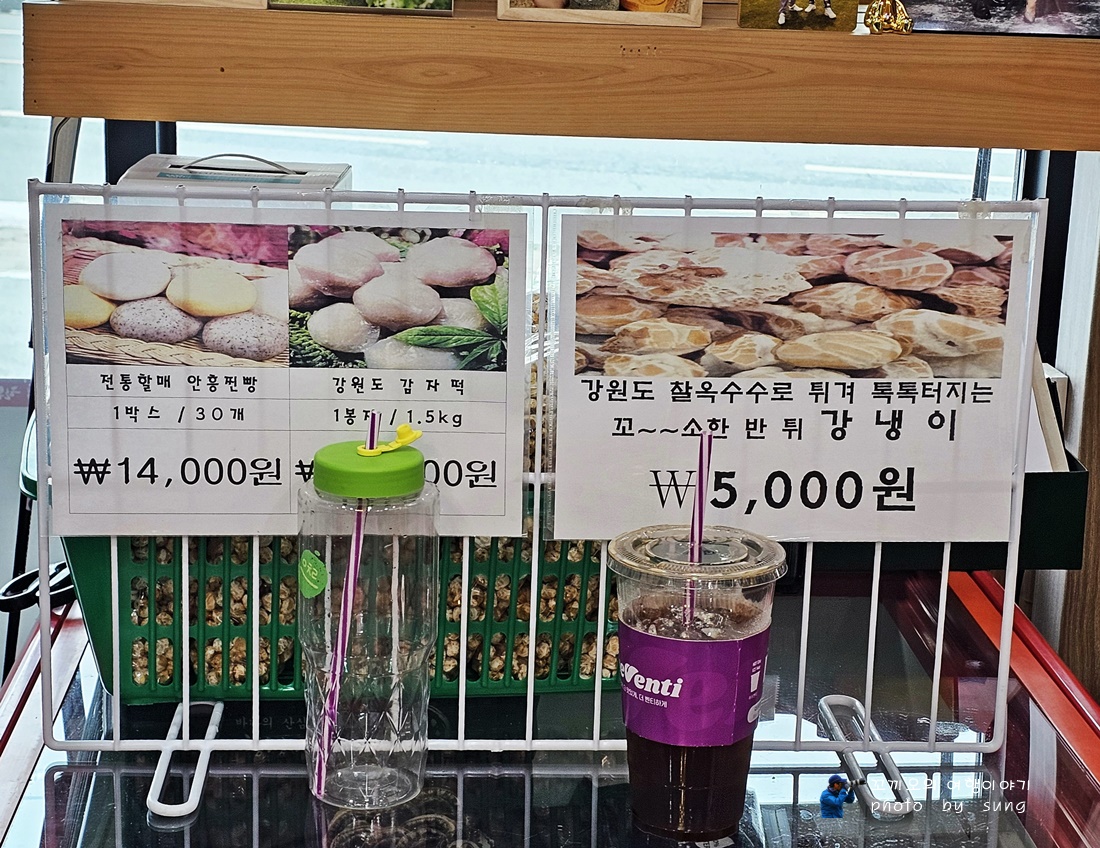 전통할매 안흥찐빵
1박스 / 30개
₩14,000원
강원도 감자떡
1봉지 / 1.5kg
00원
강원도 찰옥수수로 튀겨 톡톡터지는
꼬~~소한 반 튀 강 냉 이
₩5,000원
eVenti
photo by sung